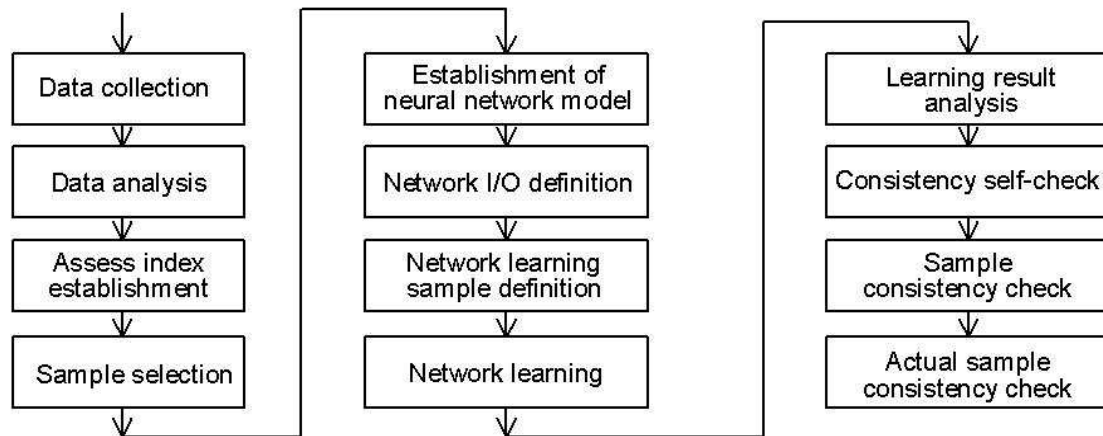 Data collection
Data analysis
Assess index
establishment
Sample selection
Establishment of
neural network model
Network I/O definition
Network learning
sample definition
Network learning
Learning result
analysis
Consistency self-check
Sample
consistency check
Actual sample
consistency check